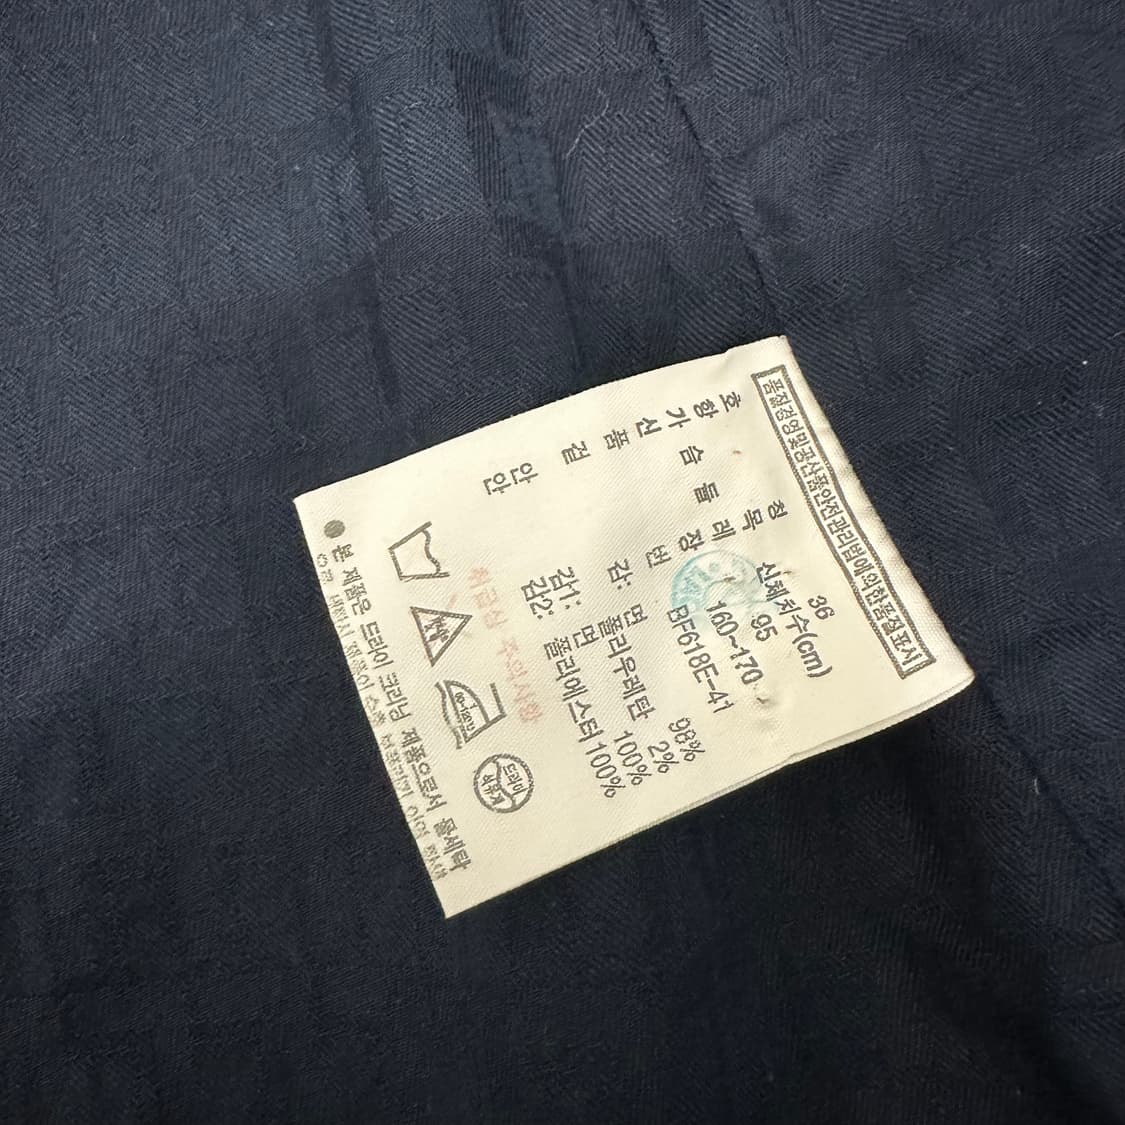 품질경영및공산품안전관리법에의한품질표시
호 칭 신체치수(cm)
항 목 36
가슴둘레 95
신 장 160~170
품 번 BF618E-41
겉 감 면 98%
폴리우레탄 2%
안 감1: 면 100%
안 감2: 폴리에스터 100%
취급상 주의사항
드라이
● 본 제품은 드라이 크리닝 제품으로서 물세탁